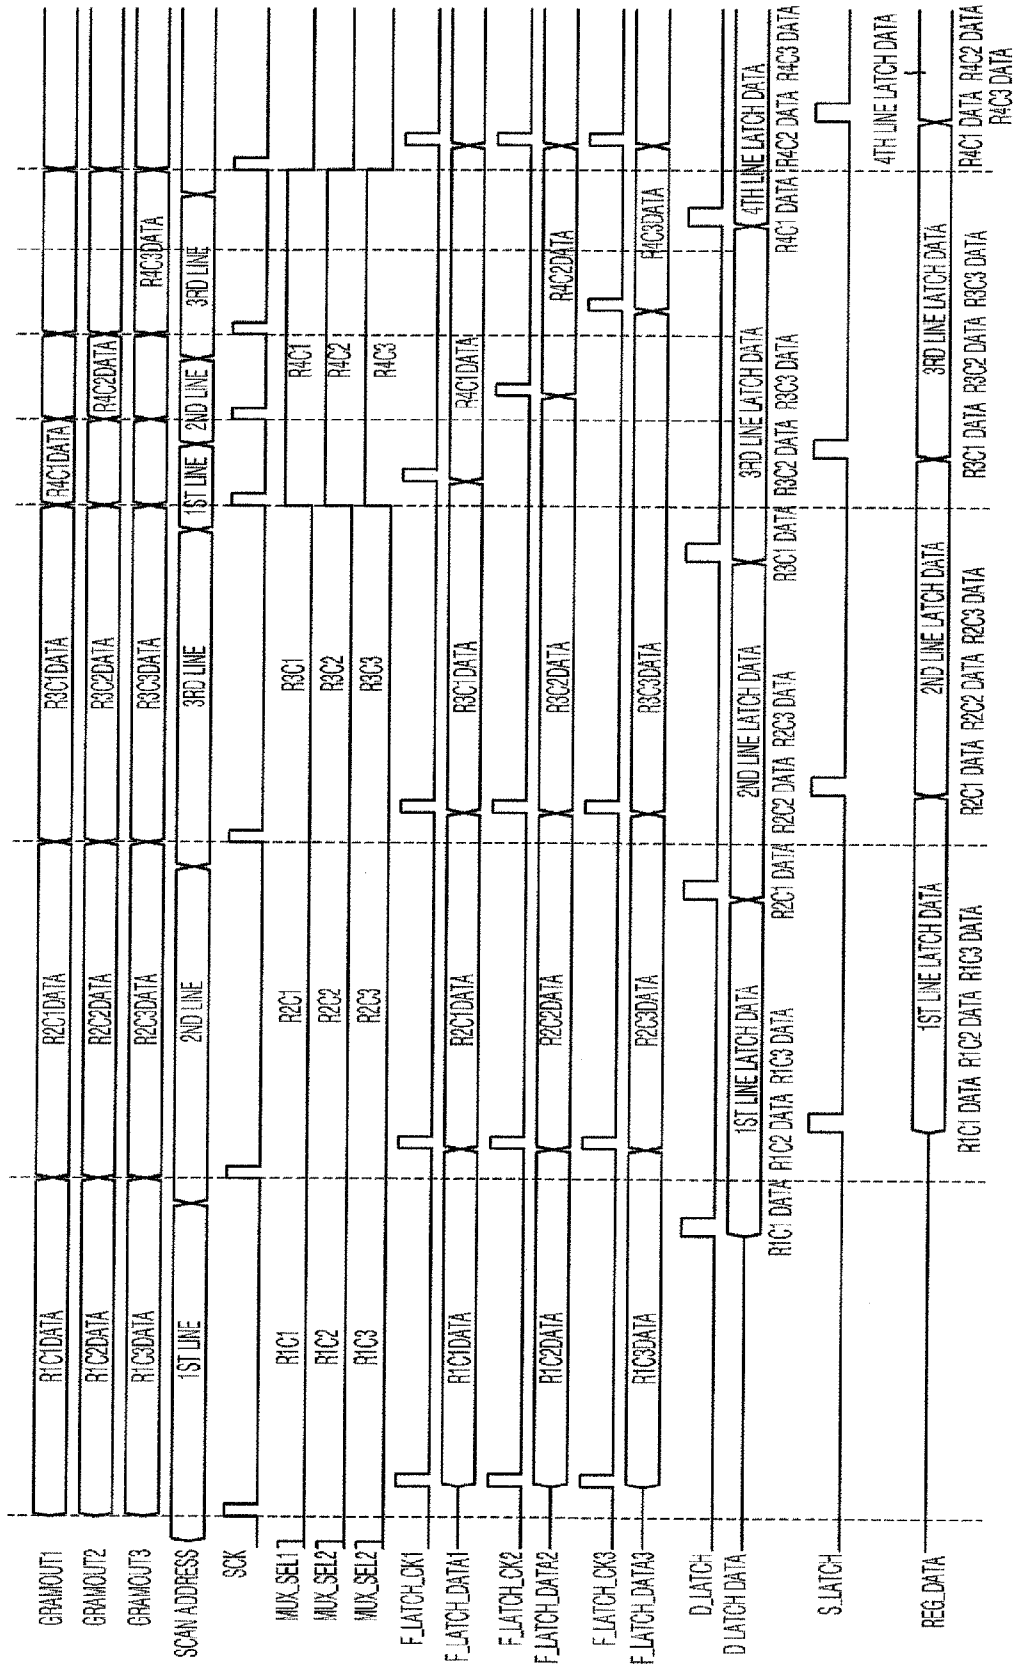 GRAMOUT1 R1C1DATA R2C1DATA R3C1DATA R4C1DATA
GRAMOUT2 R1C2DATA R2C2DATA R3C2DATA R4C2DATA
GRAMOUT3 R1C3DATA R2C3DATA R3C3DATA R4C3DATA
SCAN ADDRESS 1ST LINE 2ND LINE 3RD LINE 1ST LINE 2ND LINE 3RD LINE
SCK
MUX_SEL1 R1C1 R2C1 R3C1 R4C1
MUX_SEL2 R1C2 R2C2 R3C2 R4C2
MUX_SEL2 R1C3 R2C3 R3C3 R4C3
F_LATCH_CK1
F_LATCH_DATA1 R1C1DATA R2C1DATA R3C1DATA R4C1DATA
F_LATCH_CK2
F_LATCH_DATA2 R1C2DATA R2C2DATA R3C2DATA R4C2DATA
F_LATCH_CK3
F_LATCH_DATA3 R1C3DATA R2C3DATA R3C3DATA R4C3DATA
D_LATCH
D LATCH DATA 1ST LINE LATCH DATA 2ND LINE LATCH DATA 3RD LINE LATCH DATA 4TH LINE LATCH DATA
R1C1 DATA R1C2 DATA R1C3 DATA R2C1 DATA R2C2 DATA R2C3 DATA R3C1 DATA R3C2 DATA R3C3 DATA R4C1 DATA R4C2 DATA R4C3 DATA
S_LATCH
4TH LINE LATCH DATA
REG_DATA 1ST LINE LATCH DATA 2ND LINE LATCH DATA 3RD LINE LATCH DATA
R1C1 DATA R1C2 DATA R1C3 DATA R2C1 DATA R2C2 DATA R2C3 DATA R3C1 DATA R3C2 DATA R3C3 DATA R4C1 DATA R4C2 DATA
R4C3 DATA